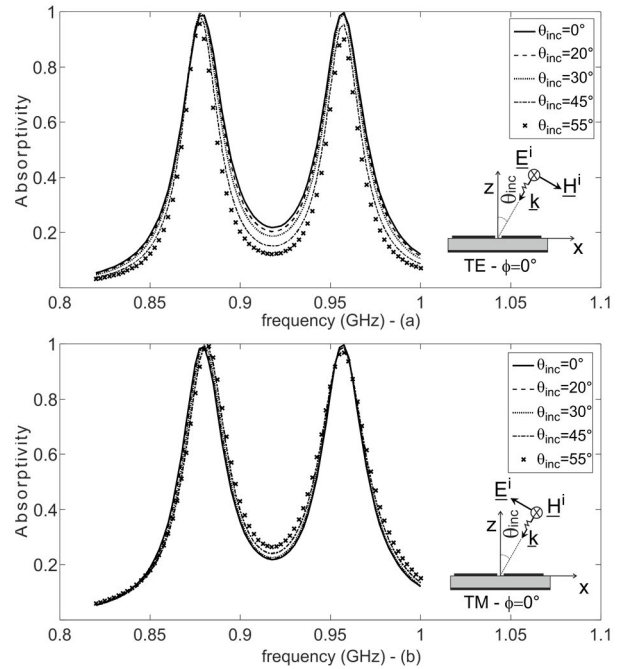 1
0.8
0.6
0.4
0.2
Absorptivity
0.8 0.85 0.9 0.95 1 1.05 1.1
frequency (GHz) - (a)
θinc=0°
θinc=20°
θinc=30°
θinc=45°
θinc=55°
E i
H i
z
θinc
k
x
TE - ϕ=0°
1
0.8
0.6
0.4
0.2
Absorptivity
0.8 0.85 0.9 0.95 1 1.05 1.1
frequency (GHz) - (b)
θinc=0°
θinc=20°
θinc=30°
θinc=45°
θinc=55°
E i
H i
z
θinc
k
x
TM - ϕ=0°